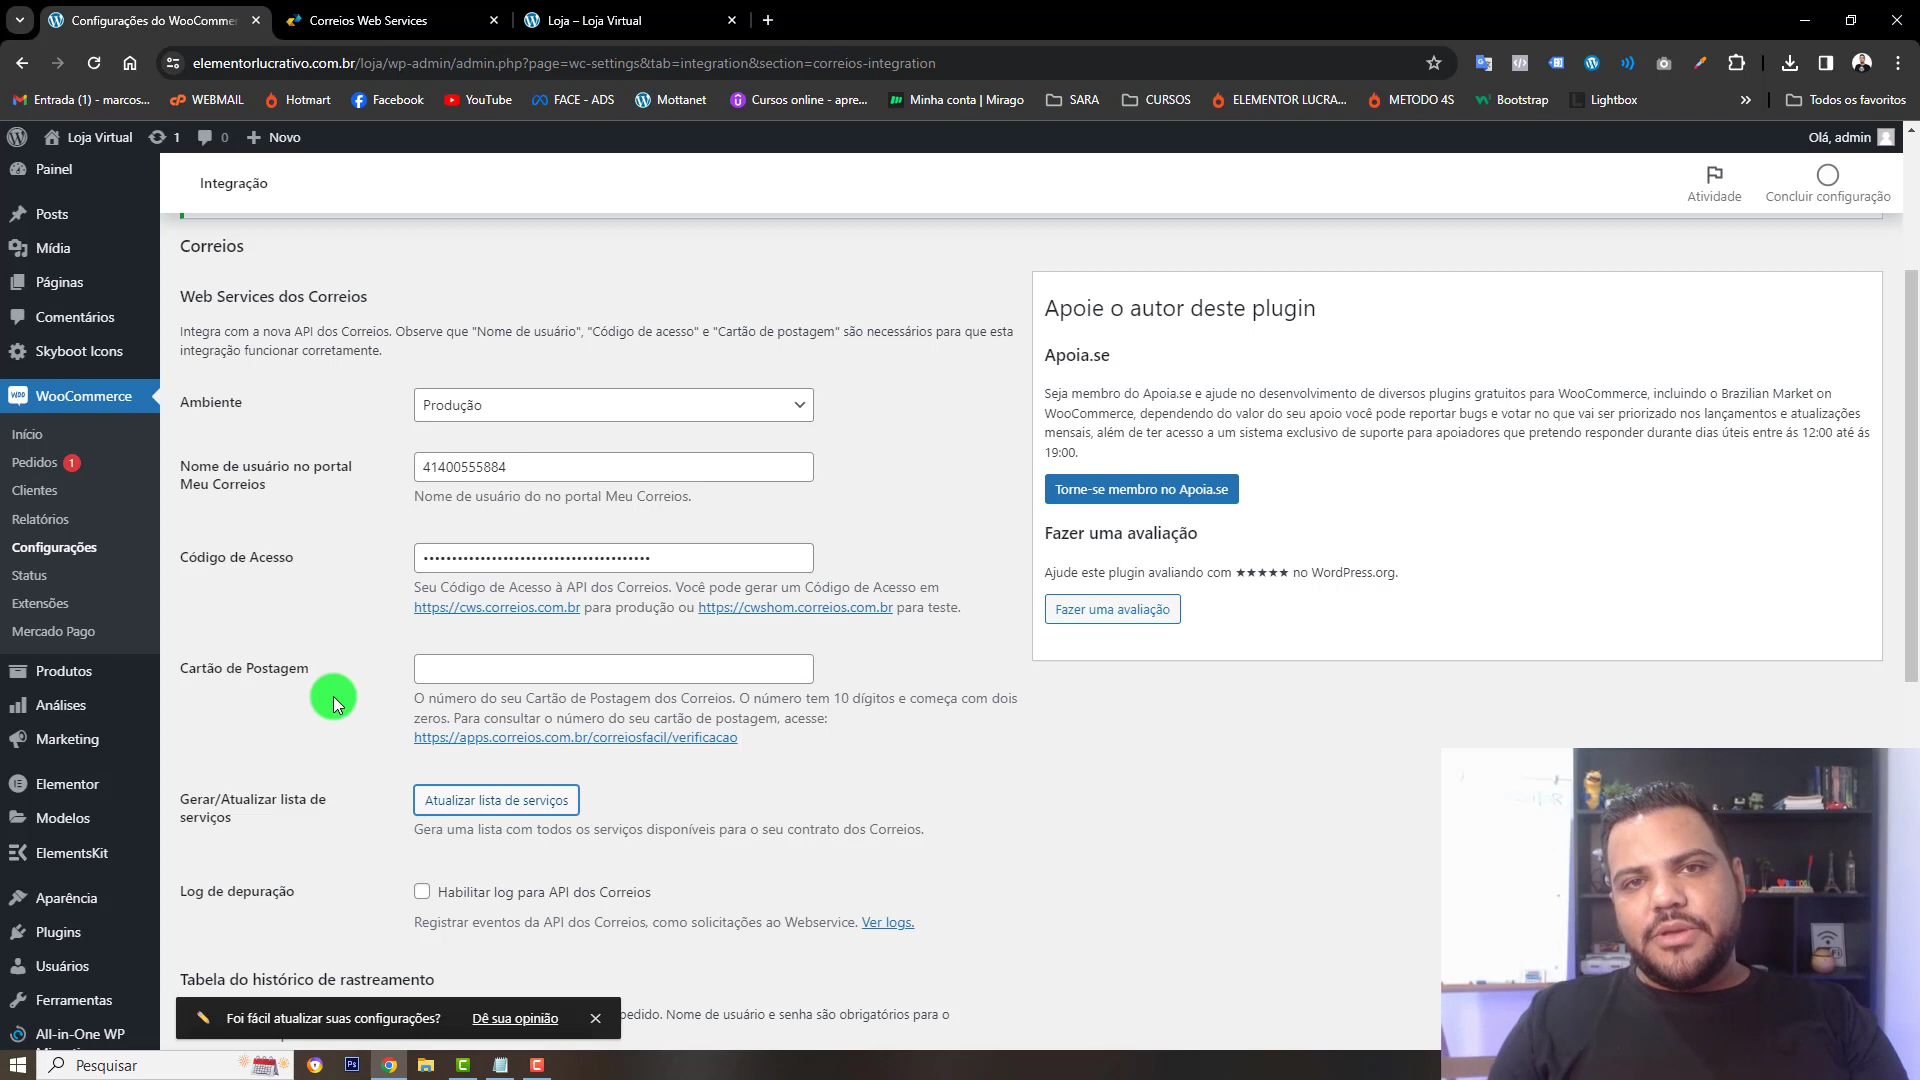 Configurações do WooCommer
Correios Web Services
Loja – Loja Virtual
elementorlucrativo.com.br/loja/wp-admin/admin.php?page=wc-settings&tab=integration&section=correios-integration
Entrada (1) - marcos...
WEBMAIL
Hotmart
Facebook
YouTube
FACE - ADS
Mottanet
Cursos online - apre...
Minha conta | Mirago
SARA
CURSOS
ELEMENTOR LUCRA...
METODO 4S
Bootstrap
Lightbox
Todos os favoritos
Loja Virtual
1
0
Novo
Olá, admin
Painel
Posts
Mídia
Páginas
Comentários
Skyboot Icons
WooCommerce
Início
Pedidos 1
Clientes
Relatórios
Configurações
Status
Extensões
Mercado Pago
Produtos
Análises
Marketing
Elementor
Modelos
ElementsKit
Aparência
Plugins
Usuários
Ferramentas
All-in-One WP
Integração
Atividade
Concluir configuração
Correios
Web Services dos Correios
Integra com a nova API dos Correios. Observe que "Nome de usuário", "Código de acesso" e "Cartão de postagem" são necessários para que esta
integração funcionar corretamente.
Ambiente
Produção
Nome de usuário no portal
Meu Correios
41400555884
Nome de usuário do no portal Meu Correios.
Código de Acesso
Seu Código de Acesso à API dos Correios. Você pode gerar um Código de Acesso em
https://cws.correios.com.br para produção ou https://cwshom.correios.com.br para teste.
Cartão de Postagem
O número do seu Cartão de Postagem dos Correios. O número tem 10 dígitos e começa com dois
zeros. Para consultar o número do seu cartão de postagem, acesse:
https://apps.correios.com.br/correiosfacil/verificacao
Gerar/Atualizar lista de
serviços
Atualizar lista de serviços
Gera uma lista com todos os serviços disponíveis para o seu contrato dos Correios.
Log de depuração
Habilitar log para API dos Correios
Registrar eventos da API dos Correios, como solicitações ao Webservice. Ver logs.
Tabela do histórico de rastreamento
pedido. Nome de usuário e senha são obrigatórios para o
Foi fácil atualizar suas configurações?
Dê sua opinião
Apoie o autor deste plugin
Apoia.se
Seja membro do Apoia.se e ajude no desenvolvimento de diversos plugins gratuitos para WooCommerce, incluindo o Brazilian Market on
WooCommerce, dependendo do valor do seu apoio você pode reportar bugs e votar no que vai ser priorizado nos lançamentos e atualizações
mensais, além de ter acesso a um sistema exclusivo de suporte para apoiadores que pretendo responder durante dias úteis entre ás 12:00 até ás
19:00.
Torne-se membro no Apoia.se
Fazer uma avaliação
Ajude este plugin avaliando com ★★★★★ no WordPress.org.
Fazer uma avaliação
Pesquisar